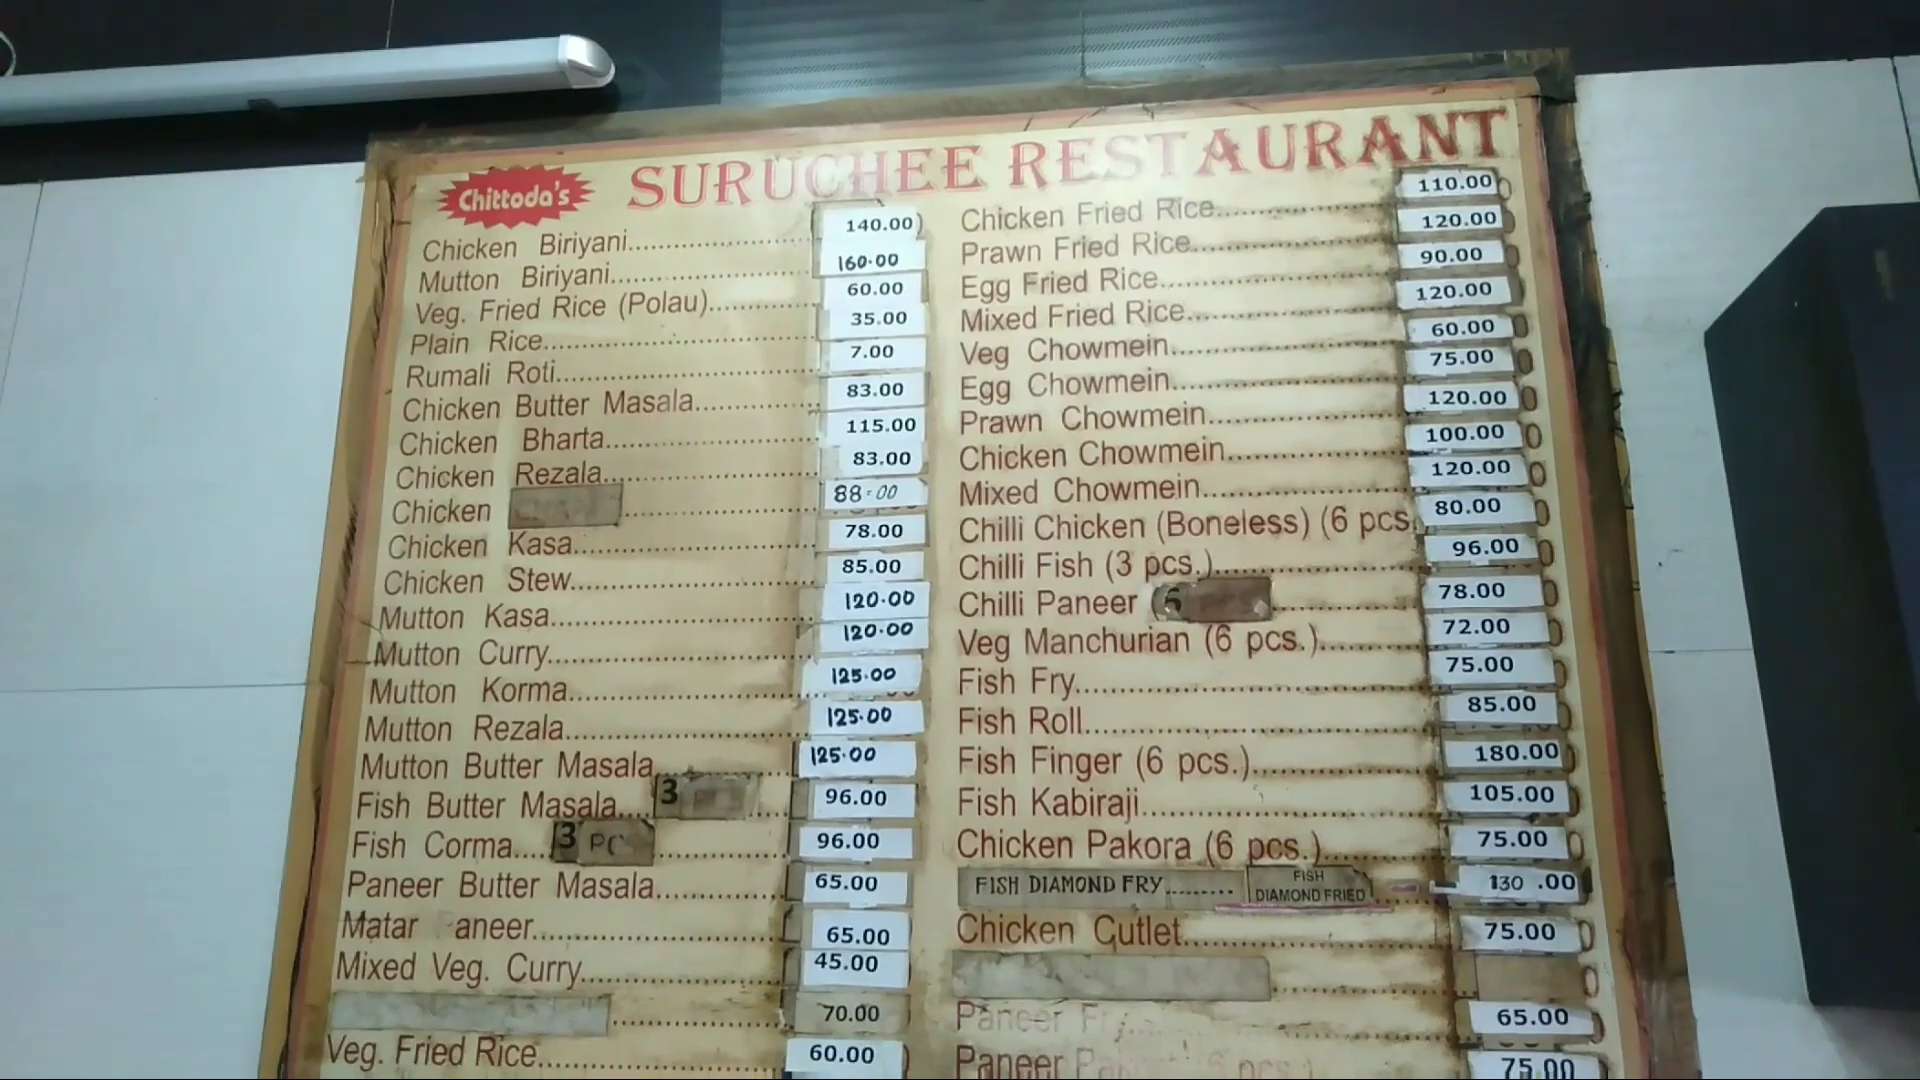 Chittoda's
SURUCHEE RESTAURANT
Chicken Biriyani.................... 140.00
Mutton Biriyani..................... 160.00
Veg. Fried Rice (Polau)............. 60.00
Plain Rice.......................... 35.00
Rumali Roti......................... 7.00
Chicken Butter Masala............... 83.00
Chicken Bharta...................... 115.00
Chicken Rezala...................... 83.00
Chicken .................... 88.00
Chicken Kasa........................ 78.00
Chicken Stew........................ 85.00
Mutton Kasa......................... 120.00
Mutton Curry........................ 120.00
Mutton Korma........................ 125.00
Mutton Rezala....................... 125.00
Mutton Butter Masala................ 125.00
Fish Butter Masala.... 3 .... 96.00
Fish Corma.... 3 PC .............. 96.00
Paneer Butter Masala................ 65.00
Matar aneer......................... 65.00
Mixed Veg. Curry.................... 45.00
.................... 70.00
Veg. Fried Rice..................... 60.00
Chicken Fried Rice.................. 110.00
Prawn Fried Rice.................... 120.00
Egg Fried Rice...................... 90.00
Mixed Fried Rice.................... 120.00
Veg Chowmein........................ 60.00
Egg Chowmein........................ 75.00
Prawn Chowmein...................... 120.00
Chicken Chowmein.................... 100.00
Mixed Chowmein...................... 120.00
Chilli Chicken (Boneless) (6 pcs. 80.00
Chilli Fish (3 pcs.)................ 96.00
Chilli Paneer (6 ............ 78.00
Veg Manchurian (6 pcs.)............. 72.00
Fish Fry............................ 75.00
Fish Roll........................... 85.00
Fish Finger (6 pcs.)................ 180.00
Fish Kabiraji....................... 105.00
Chicken Pakora (6 pcs.)............. 75.00
FISH DIAMOND FRY......... FISH DIAMOND FRIED 130.00
Chicken Cutlet...................... 75.00
Paneer .................... 65.00
Paneer 6 pcs.) 75.00